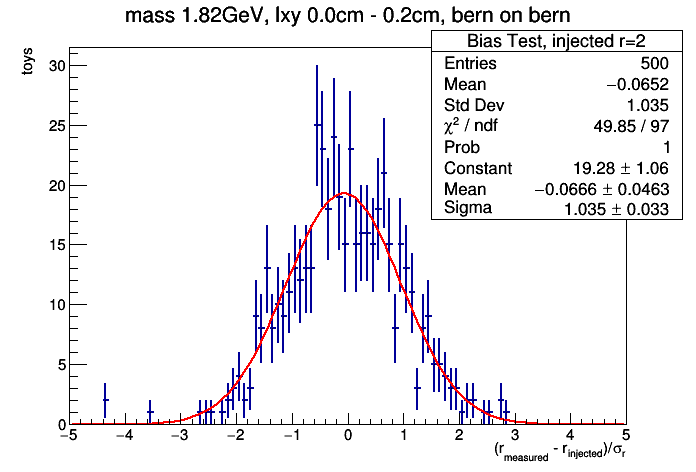 mass 1.82GeV, lxy 0.0cm - 0.2cm, bern on bern
Bias Test, injected r=2
Entries 500
Mean −0.0652
Std Dev 1.035
χ² / ndf 49.85 / 97
Prob 1
Constant 19.28 ± 1.06
Mean −0.0666 ± 0.0463
Sigma 1.035 ± 0.033
toys
30
25
20
15
10
5
0
−5 −4 −3 −2 −1 0 1 2 3 4 5
(r_measured - r_injected)/σ_r